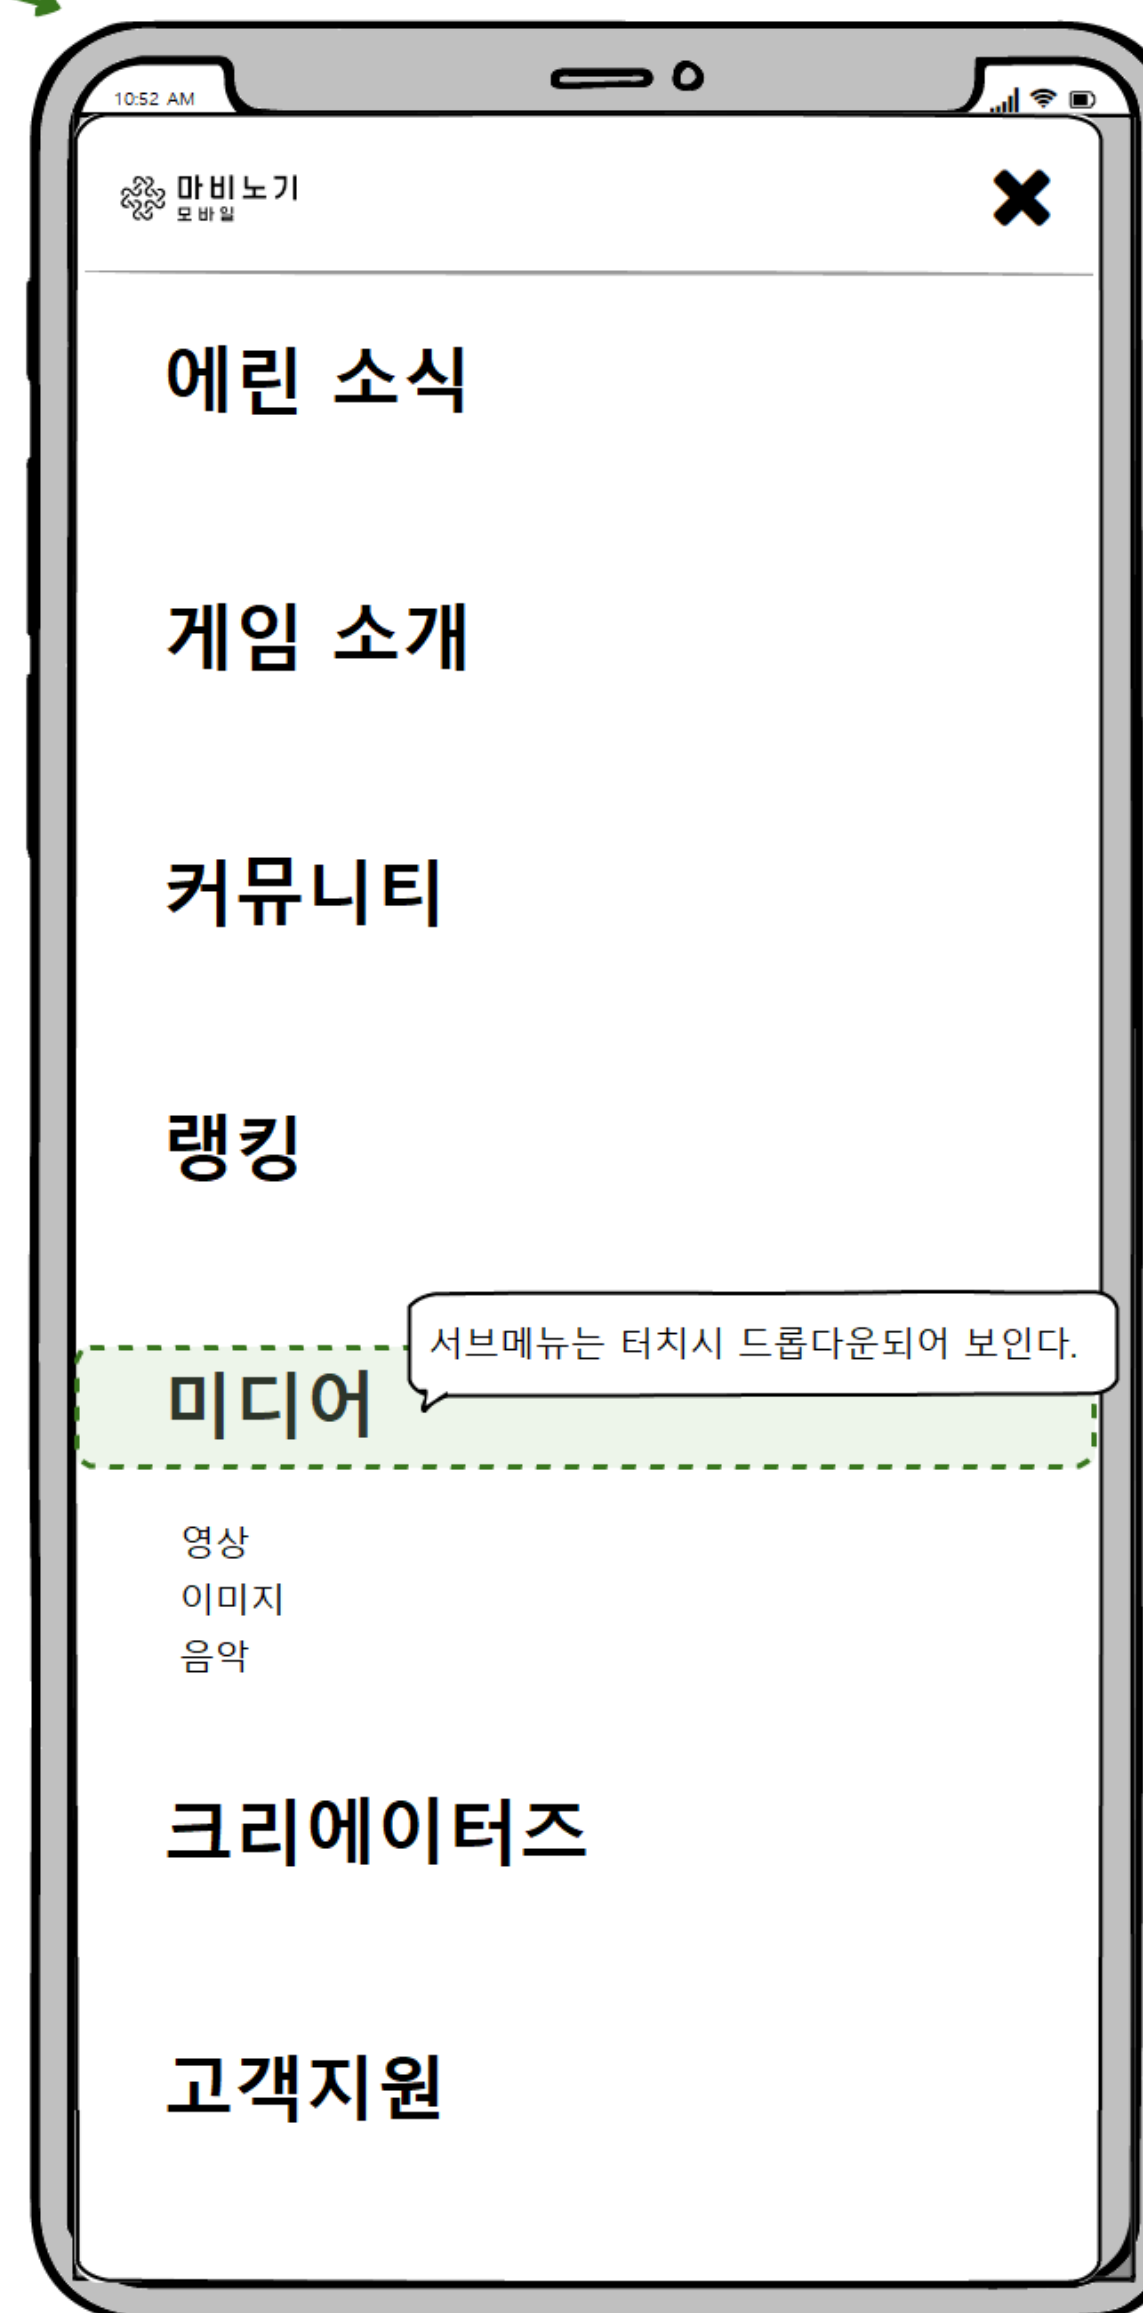 10:52 AM
마비노기
모바일
에린 소식
게임 소개
커뮤니티
랭킹
서브메뉴는 터치시 드롭다운되어 보인다.
미디어
영상
이미지
음악
크리에이터즈
고객지원